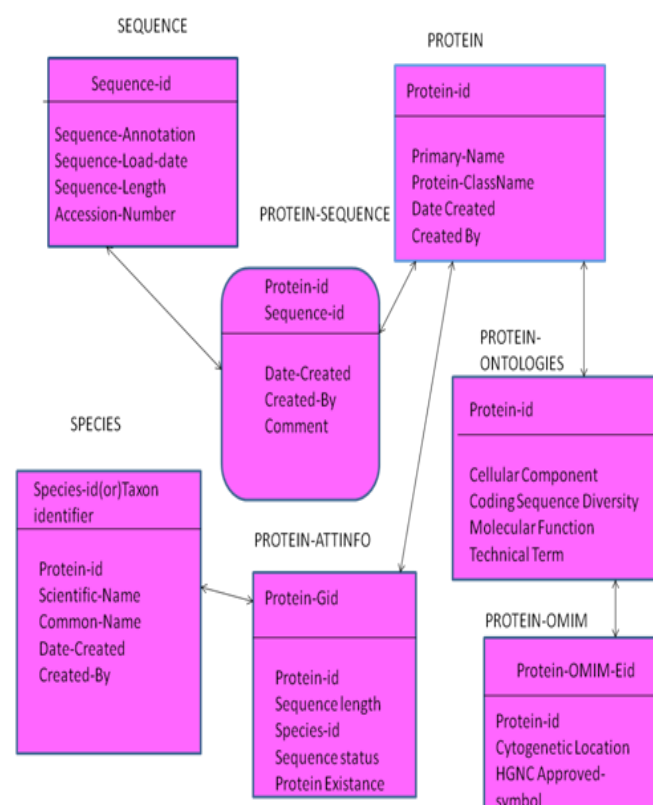 SEQUENCE
Sequence-id
Sequence-Annotation
Sequence-Load-date
Sequence-Length
Accession-Number
PROTEIN
Protein-id
Primary-Name
Protein-ClassName
Date Created
Created By
PROTEIN-SEQUENCE
Protein-id
Sequence-id
Date-Created
Created-By
Comment
PROTEIN-
ONTOLOGIES
Protein-id
Cellular Component
Coding Sequence Diversity
Molecular Function
Technical Term
SPECIES
Species-id(or)Taxon
identifier
Protein-id
Scientific-Name
Common-Name
Date-Created
Created-By
PROTEIN-ATTINFO
Protein-Gid
Protein-id
Sequence length
Species-id
Sequence status
Protein Existance
PROTEIN-OMIM
Protein-OMIM-Eid
Protein-id
Cytogenetic Location
HGNC Approved-
symbol